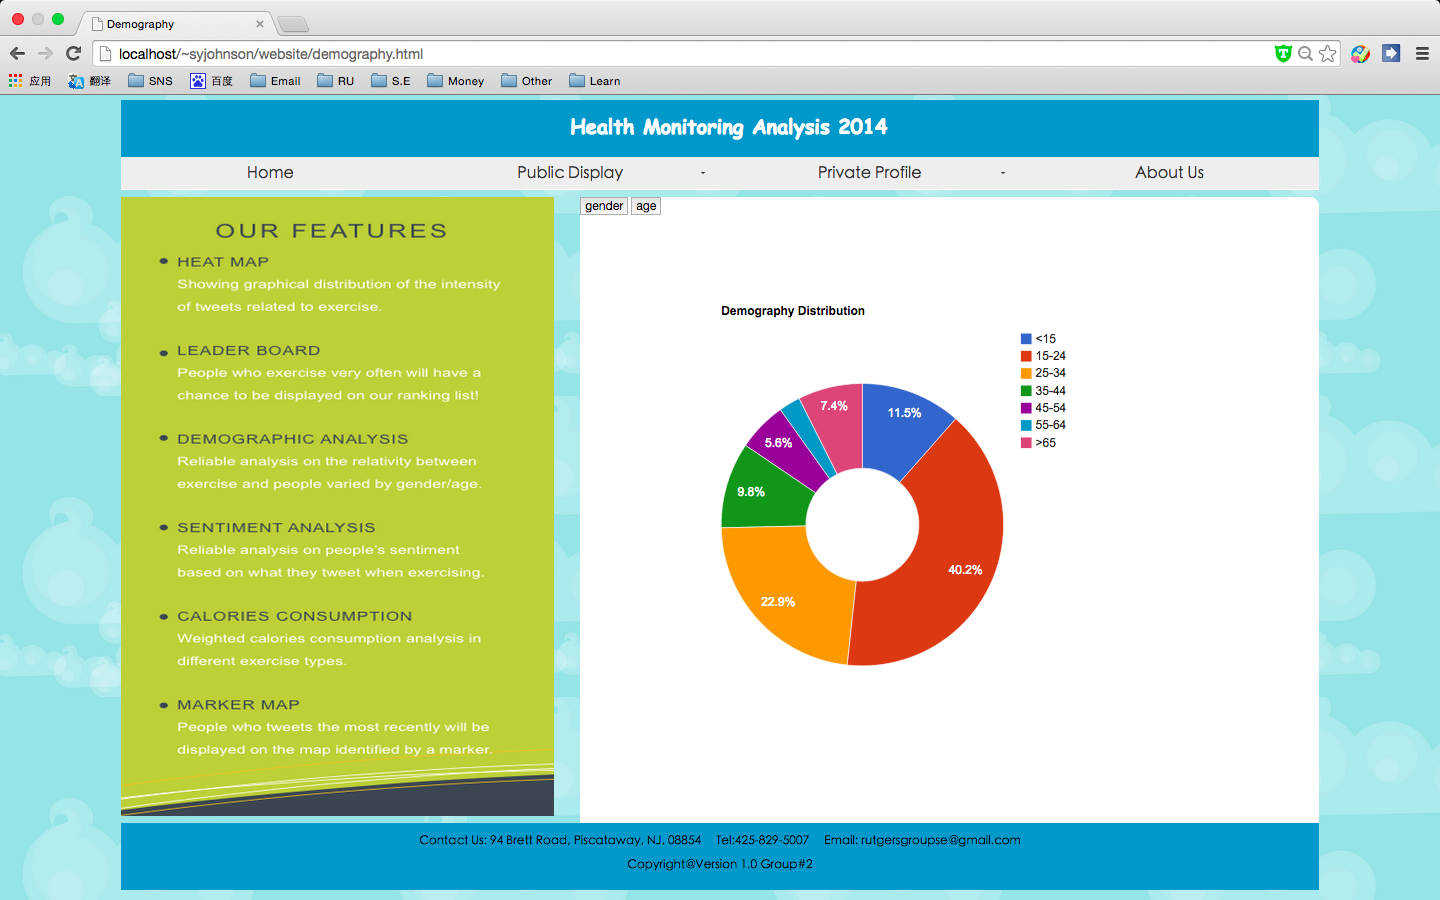 Demography
localhost/~syjohnson/website/demography.html
应用 翻译 SNS 百度 Email RU S.E Money Other Learn
Health Monitoring Analysis 2014
Home Public Display Private Profile About Us
OUR FEATURES
HEAT MAP
Showing graphical distribution of the intensity
of tweets related to exercise.
LEADER BOARD
People who exercise very often will have a
chance to be displayed on our ranking list!
DEMOGRAPHIC ANALYSIS
Reliable analysis on the relativity between
exercise and people varied by gender/age.
SENTIMENT ANALYSIS
Reliable analysis on people's sentiment
based on what they tweet when exercising.
CALORIES CONSUMPTION
Weighted calories consumption analysis in
different exercise types.
MARKER MAP
People who tweets the most recently will be
displayed on the map identified by a marker.
gender age
Demography Distribution
<15
15-24
25-34
35-44
45-54
55-64
>65
7.4% 11.5%
5.6%
9.8%
40.2%
22.9%
Contact Us: 94 Brett Road, Piscataway, NJ, 08854 Tel:425-829-5007 Email: rutgersgroupse@gmail.com
Copyright@Version 1.0 Group#2